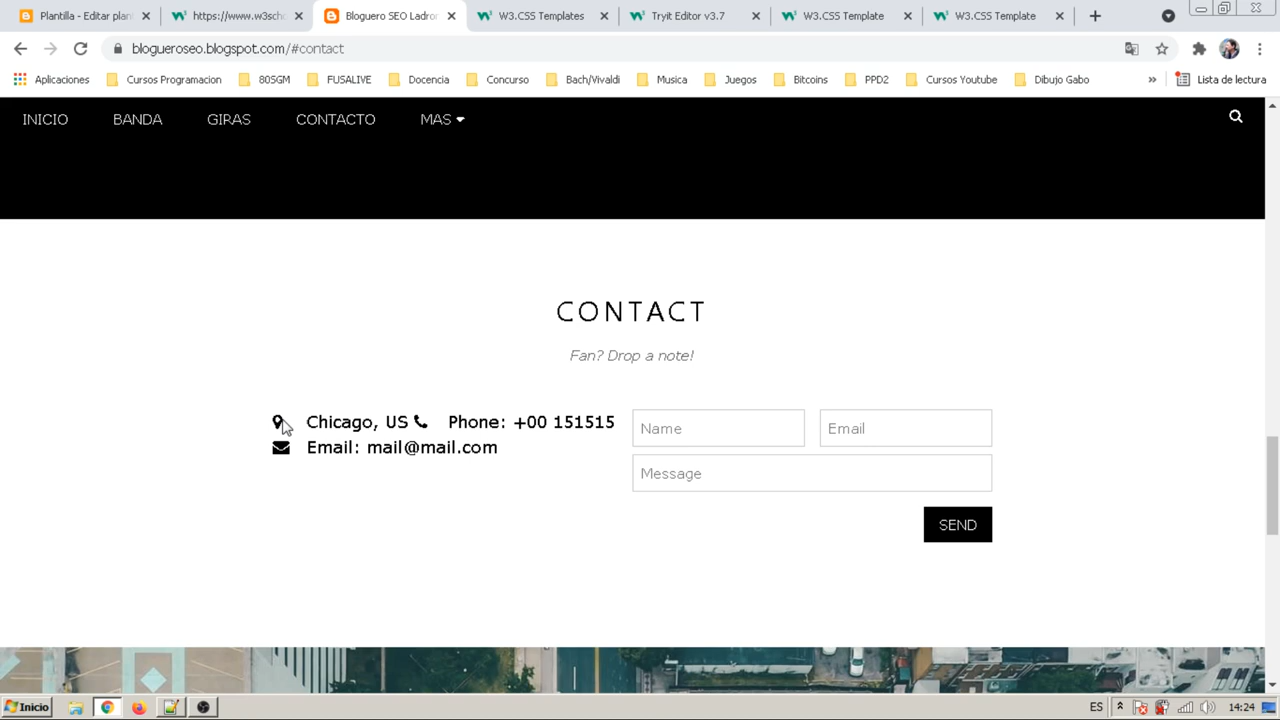 Plantilla - Editar plan
https://www.w3scho
Bloguero SEO Ladron
W3.CSS Templates
Tryit Editor v3.7
W3.CSS Template
W3.CSS Template
blogueroseo.blogspot.com/#contact
Aplicaciones
Cursos Programacion
80SGM
FUSALIVE
Docencia
Concurso
Bach/Vivaldi
Musica
Juegos
Bitcoins
PPD2
Cursos Youtube
Dibujo Gabo
»
Lista de lectura
INICIO
BANDA
GIRAS
CONTACTO
MAS
CONTACT
Fan? Drop a note!
Chicago, US
Phone: +00 151515
Email: mail@mail.com
Name
Email
Message
SEND
Inicio
ES
14:24